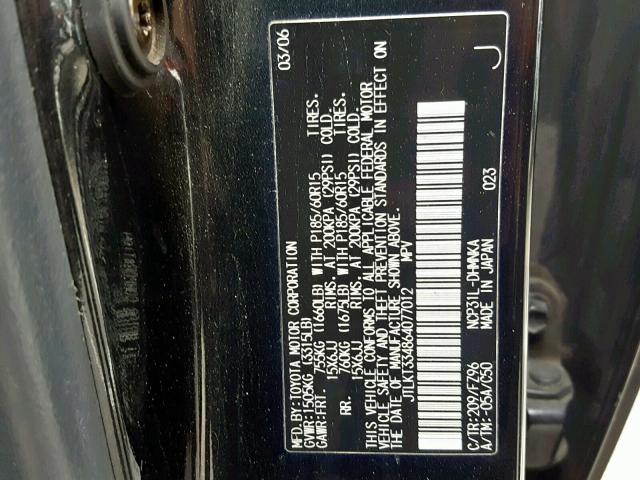 MFD.BY:TOYOTA MOTOR CORPORATION 03/06
GVWR:1505KG (3315LB)
GAWR:FRT. 755KG (1660LB) WITH P185/60R15 TIRES.
15X6JJ RIMS. AT 200KPA (29PSI) COLD.
RR. 760KG (1675LB) WITH P185/60R15 TIRES.
15X6JJ RIMS. AT 200KPA (29PSI) COLD.
THIS VEHICLE CONFORMS TO ALL APPLICABLE FEDERAL MOTOR
VEHICLE SAFETY AND THEFT PREVENTION STANDARDS IN EFFECT ON
THE DATE OF MANUFACTURE SHOWN ABOVE.
JTLKT334864077012 MPV
C/TR:209/FZ26 NCP31L-DHMNKA 023
A/TM:-05A/C50 MADE IN JAPAN J